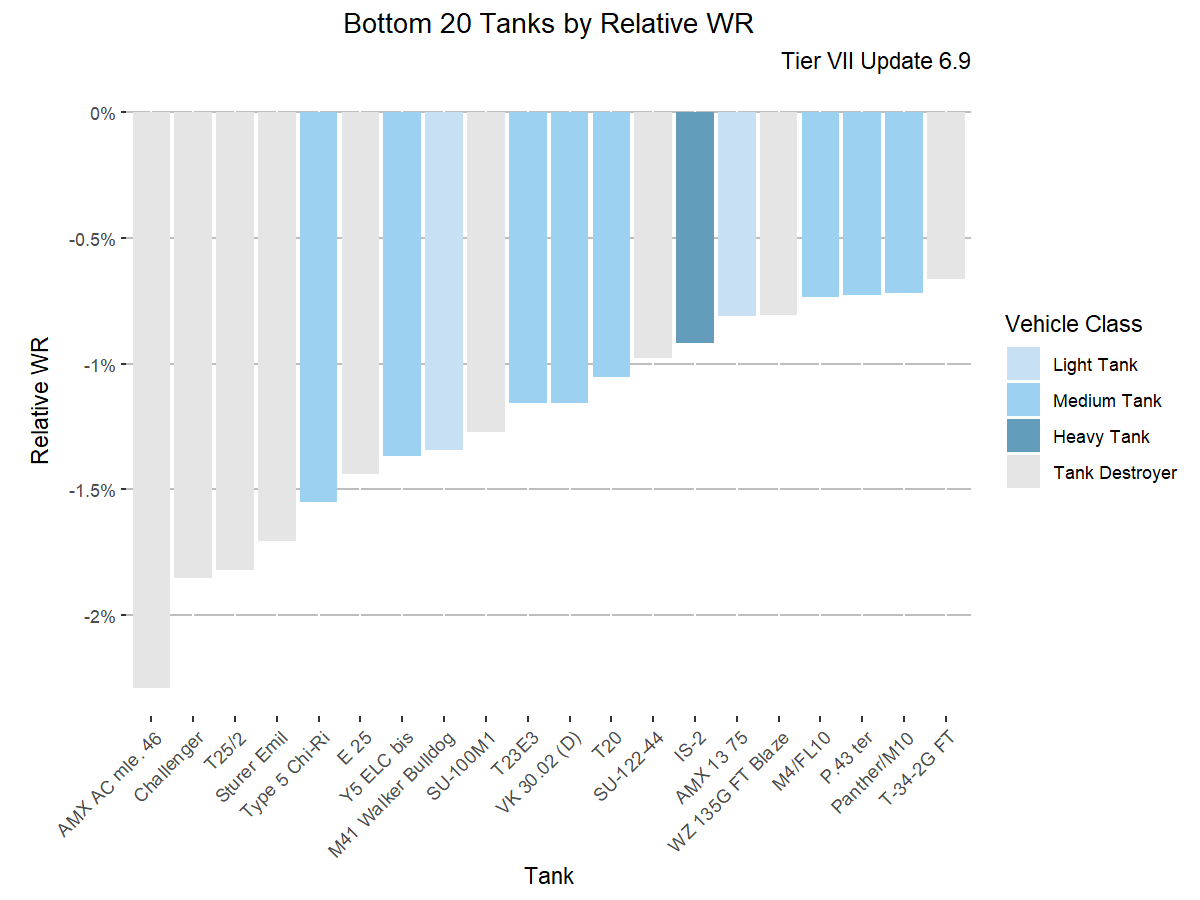 Bottom 20 Tanks by Relative WR
Tier VII Update 6.9
0%
-0.5%
-1%
-1.5%
-2%
Relative WR
AMX AC mle. 46
Challenger
T25/2
Sturer Emil
Type 5 Chi-Ri
E 25
Y5 ELC bis
M41 Walker Bulldog
SU-100M1
T23E3
VK 30.02 (D)
T20
SU-122-44
IS-2
AMX 13 75
WZ 135G FT Blaze
M4/FL10
P.43 ter
Panther/M10
T-34-2G FT
Tank
Vehicle Class
Light Tank
Medium Tank
Heavy Tank
Tank Destroyer